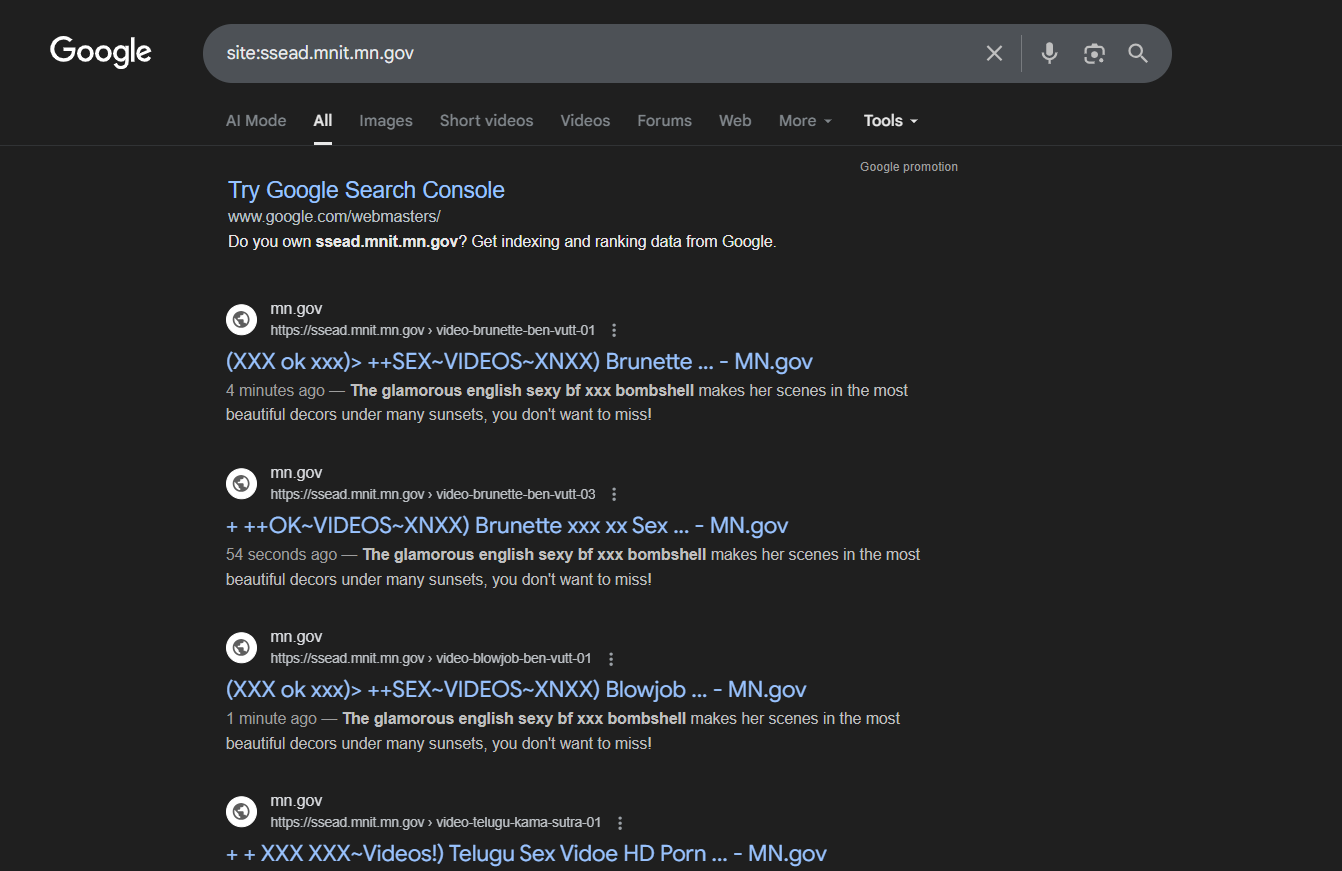 Google
site:ssead.mnit.mn.gov
AI Mode All Images Short videos Videos Forums Web More Tools
Google promotion
Try Google Search Console
www.google.com/webmasters/
Do you own ssead.mnit.mn.gov? Get indexing and ranking data from Google.
mn.gov
https://ssead.mnit.mn.gov › video-brunette-ben-vutt-01
(XXX ok xxx)> ++SEX~VIDEOS~XNXX) Brunette ... - MN.gov
4 minutes ago — The glamorous english sexy bf xxx bombshell makes her scenes in the most
beautiful decors under many sunsets, you don't want to miss!
mn.gov
https://ssead.mnit.mn.gov › video-brunette-ben-vutt-03
+ ++OK~VIDEOS~XNXX) Brunette xxx xx Sex ... - MN.gov
54 seconds ago — The glamorous english sexy bf xxx bombshell makes her scenes in the most
beautiful decors under many sunsets, you don't want to miss!
mn.gov
https://ssead.mnit.mn.gov › video-blowjob-ben-vutt-01
(XXX ok xxx)> ++SEX~VIDEOS~XNXX) Blowjob ... - MN.gov
1 minute ago — The glamorous english sexy bf xxx bombshell makes her scenes in the most
beautiful decors under many sunsets, you don't want to miss!
mn.gov
https://ssead.mnit.mn.gov › video-telugu-kama-sutra-01
+ + XXX XXX~Videos!) Telugu Sex Vidoe HD Porn ... - MN.gov